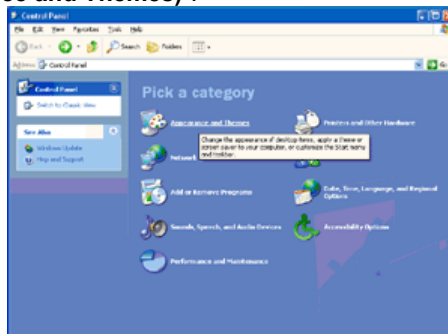 es and Themes) .
Control Panel
File Edit View Favorites Tools Help
Back Search Folders
Address Control Panel Go
Control Panel
Switch to Classic View
See Also
Windows Update
Help and Support
Pick a category
Appearance and Themes
Printers and Other Hardware
Change the appearance of desktop items, apply a theme or
screen saver to your computer, or customize the Start menu
and taskbar.
Network
Add or Remove Programs
Date, Time, Language, and Regional
Options
Sounds, Speech, and Audio Devices
Accessibility Options
Performance and Maintenance